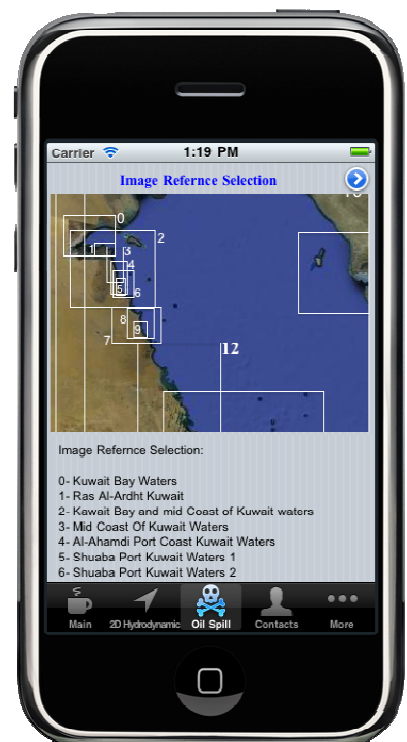 Carrier 1:19 PM
Image Refernce Selection
0
2
1
3
4
5
6
8
9
7
12
Image Refernce Selection:
0- Kuwait Bay Waters
1- Ras Al-Ardht Kuwait
2- Kawait Bay and mid Coast of Kuwait waters
3- Mid Coast Of Kuwait Waters
4- Al-Ahamdi Port Coast Kuwait Waters
5- Shuaba Port Kuwait Waters 1
6- Shuaba Port Kuwait Waters 2
Main 2D Hydrodynamic Oil Spill Contacts More